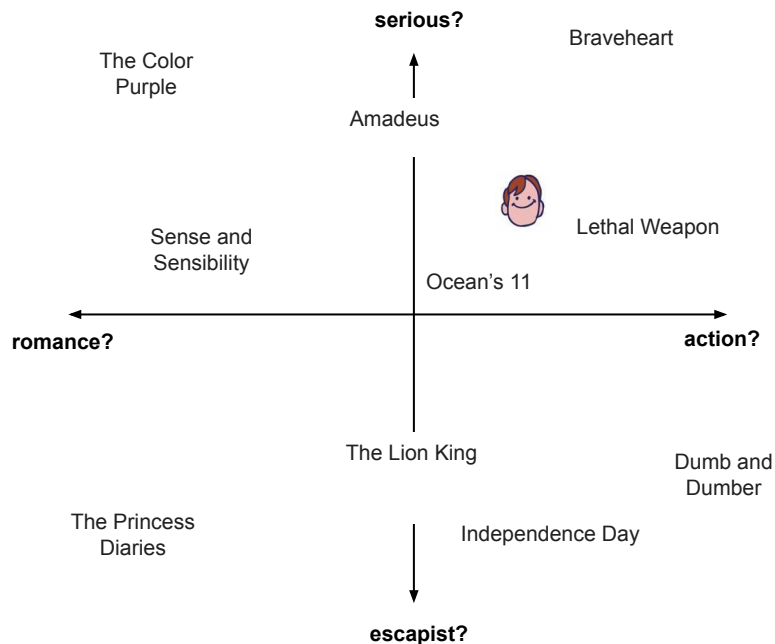 serious?
Braveheart
The Color
Purple
Amadeus
Lethal Weapon
Sense and
Sensibility
Ocean's 11
romance?
action?
The Lion King
Dumb and
Dumber
The Princess
Diaries
Independence Day
escapist?